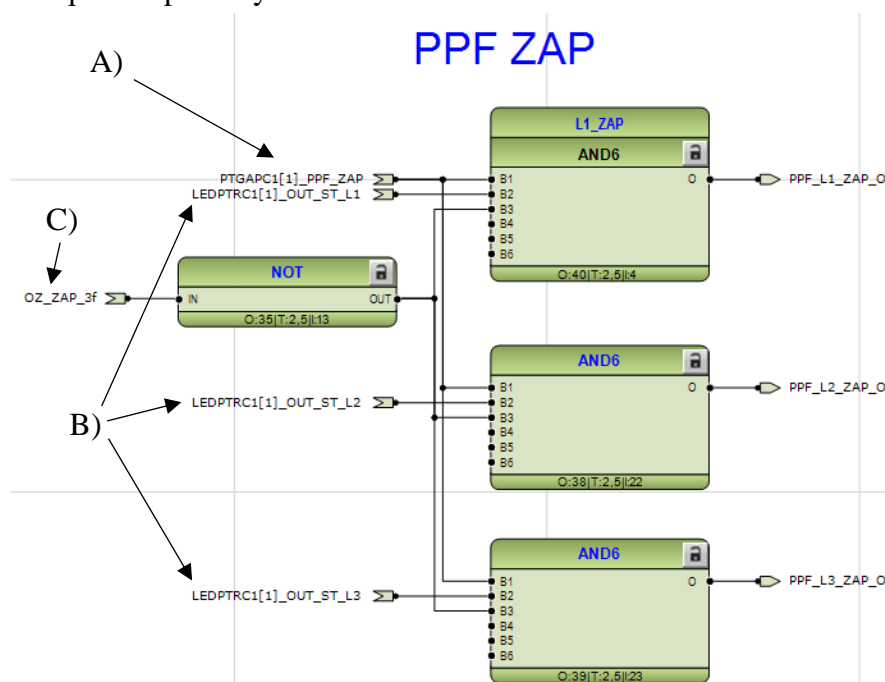 PPF ZAP
A)
L1_ZAP
AND6
PTGAPC1[1]_PPF_ZAP
B1
O
PPF_L1_ZAP_O
LEDPTRC1[1]_OUT_ST_L1
B2
B3
B4
B5
B6
O:40|T:2,5|I:4
C)
NOT
OZ_ZAP_3f
IN
OUT
O:35|T:2,5|I:13
AND6
B1
O
PPF_L2_ZAP_O
LEDPTRC1[1]_OUT_ST_L2
B2
B3
B4
B5
B6
O:38|T:2,5|I:22
B)
AND6
B1
O
PPF_L3_ZAP_O
LEDPTRC1[1]_OUT_ST_L3
B2
B3
B4
B5
B6
O:39|T:2,5|I:23